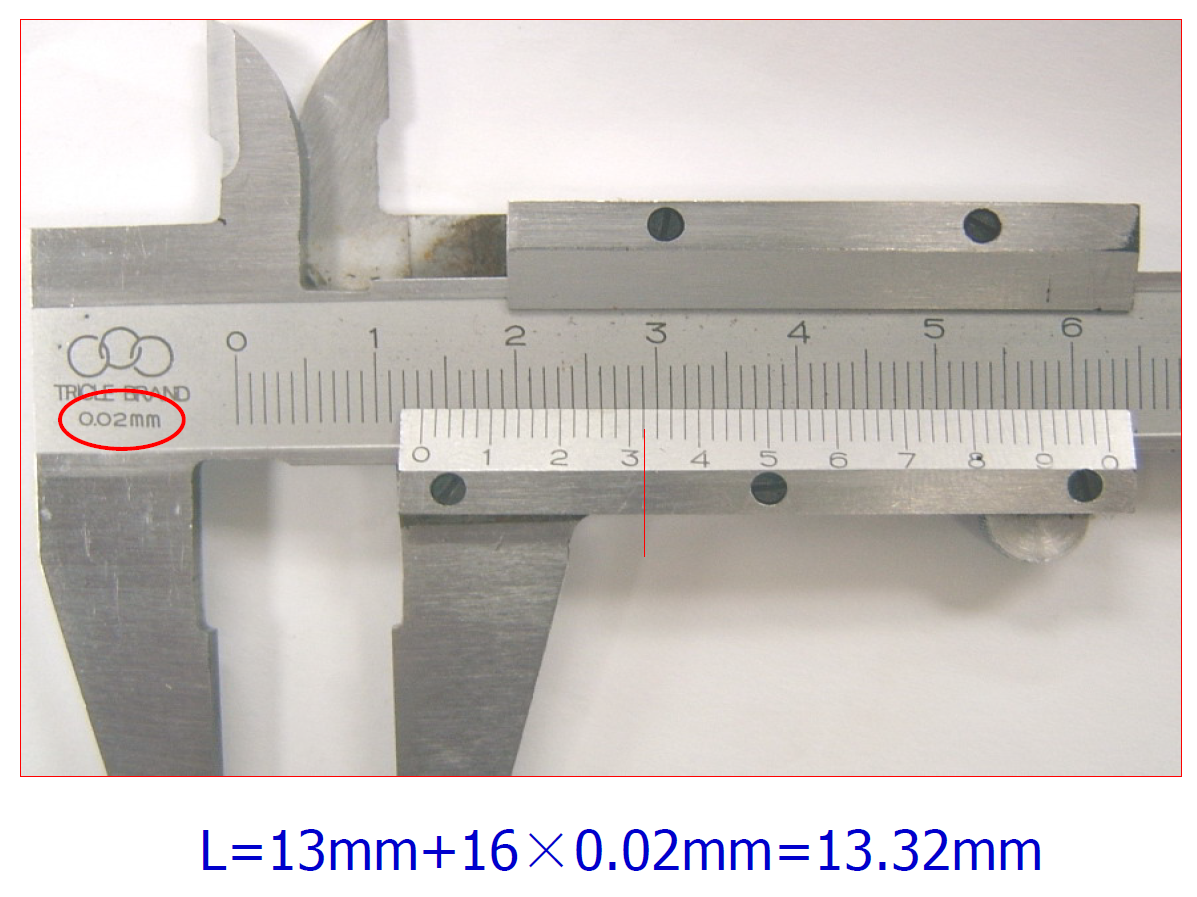 0 1 2 3 4 5 6
TRICLE BRAND
0.02mm
0 1 2 3 4 5 6 7 8 9 0
L=13mm+16×0.02mm=13.32mm